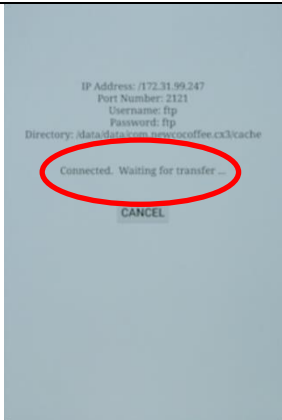 IP Address: /172.31.99.247
Port Number: 2121
Username: ftp
Password: ftp
Directory: /data/data/com.newcocoffee.cx3/cache
Connected. Waiting for transfer ...
CANCEL